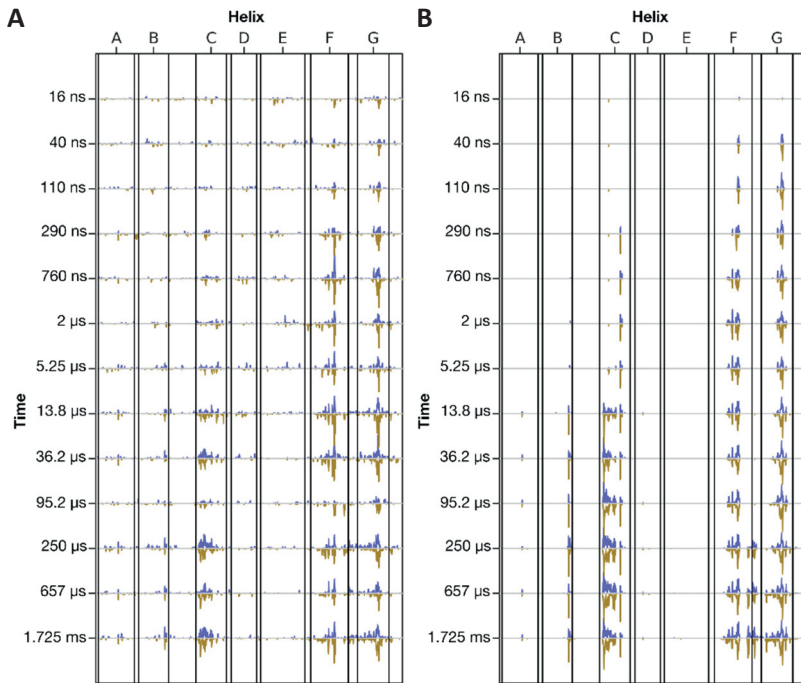 A
Helix
A B C D E F G
Time
16 ns
40 ns
110 ns
290 ns
760 ns
2 µs
5.25 µs
13.8 µs
36.2 µs
95.2 µs
250 µs
657 µs
1.725 ms
B
Helix
A B C D E F G
Time
16 ns
40 ns
110 ns
290 ns
760 ns
2 µs
5.25 µs
13.8 µs
36.2 µs
95.2 µs
250 µs
657 µs
1.725 ms